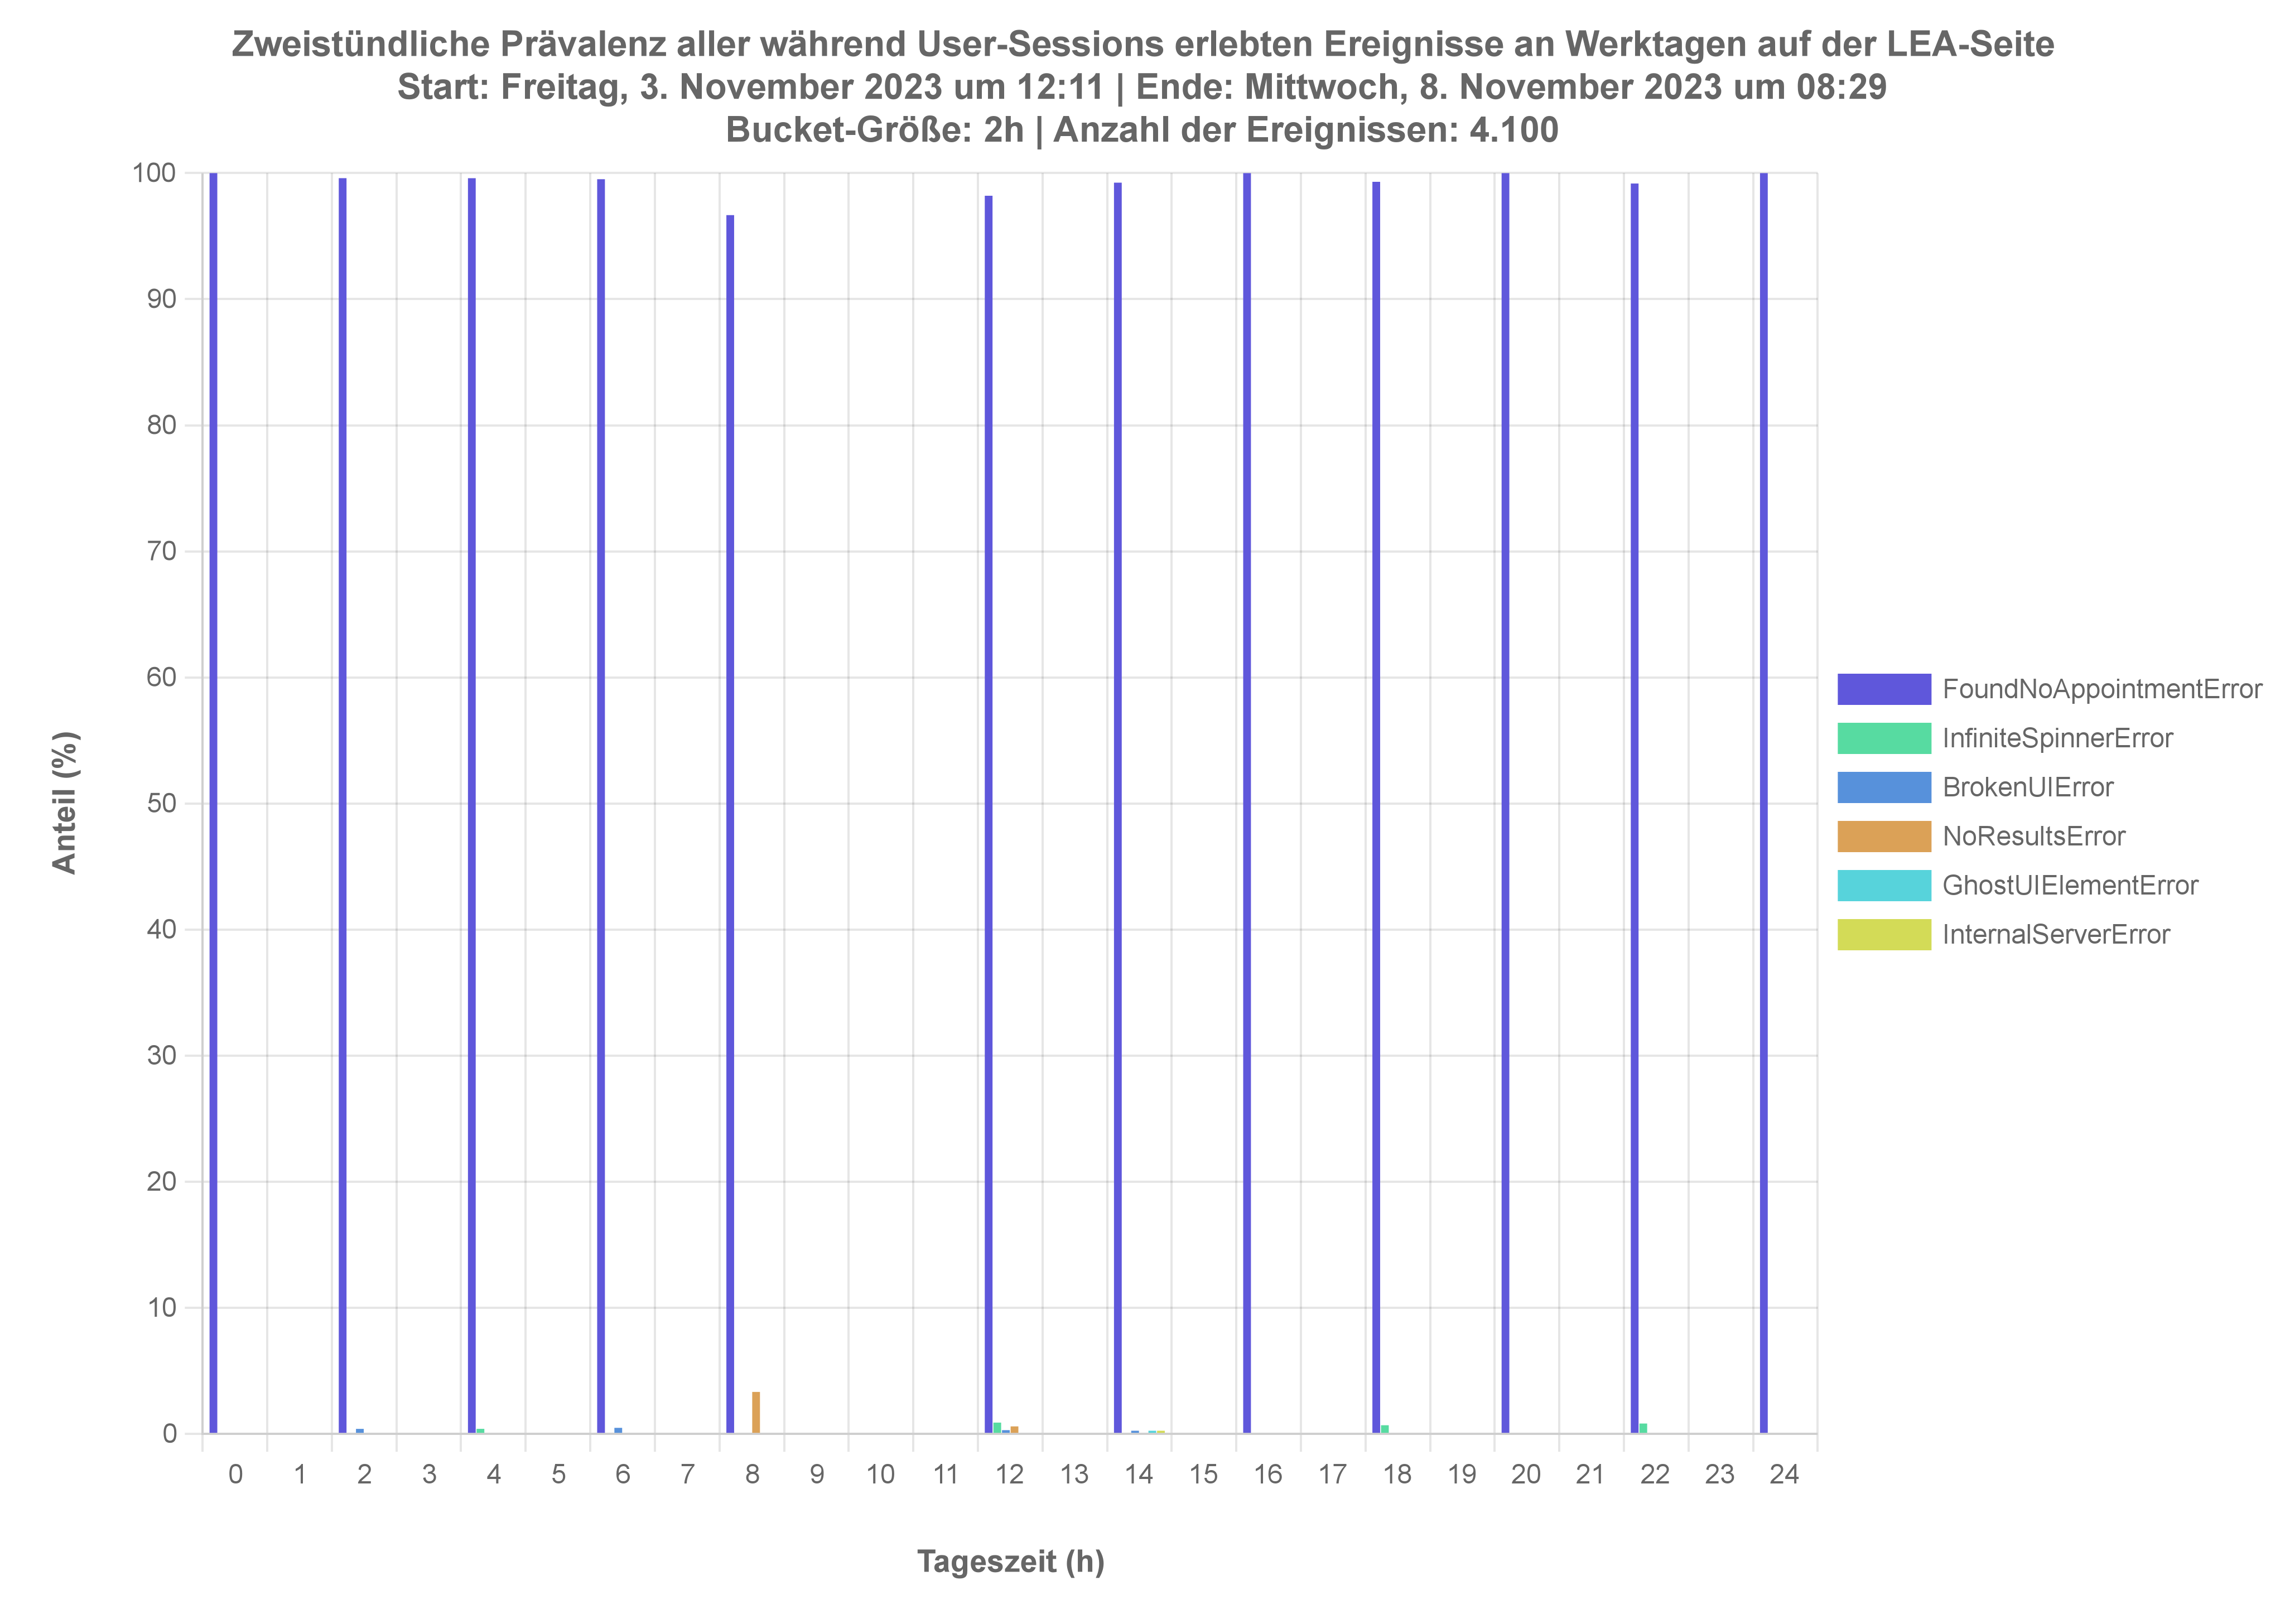 Zweistündliche Prävalenz aller während User-Sessions erlebten Ereignisse an Werktagen auf der LEA-Seite
Start: Freitag, 3. November 2023 um 12:11 | Ende: Mittwoch, 8. November 2023 um 08:29
Bucket-Größe: 2h | Anzahl der Ereignissen: 4.100
100
90
80
70
60
50
40
30
20
10
0
Anteil (%)
0 1 2 3 4 5 6 7 8 9 10 11 12 13 14 15 16 17 18 19 20 21 22 23 24
Tageszeit (h)
FoundNoAppointmentError
InfiniteSpinnerError
BrokenUIError
NoResultsError
GhostUIElementError
InternalServerError